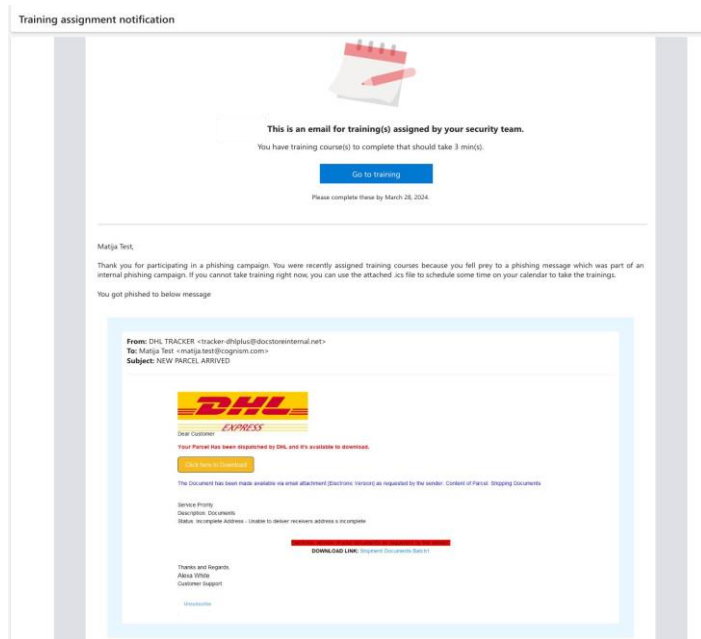 Training assignment notification
This is an email for training(s) assigned by your security team.
You have training course(s) to complete that should take 3 min(s).
Go to training
Please complete these by March 28, 2024.
Matija Test,
Thank you for participating in a phishing campaign. You were recently assigned training courses because you fell prey to a phishing message which was part of an
internal phishing campaign. If you cannot take training right now, you can use the attached .ics file to schedule some time on your calendar to take the trainings.
You got phished to below message
From: DHL TRACKER <tracker-dhlplus@docstoreinternal.net>
To: Matija Test <matija.test@cognism.com>
Subject: NEW PARCEL ARRIVED
DHL
EXPRESS
Dear Customer
Your Parcel Has been dispatched by DHL and it's available to download.
Click here to Download
The Document has been made available via email attachment [Electronic Version] as requested by the sender: Content of Parcel: Shipping Documents
Service Priority
Description: Documents
Status: Incomplete Address - Unable to deliver receivers address is incomplete
DOWNLOAD LINK: Shipment Documents Batch1
Thanks and Regards
Alexa White
Customer Support
Unsubscribe